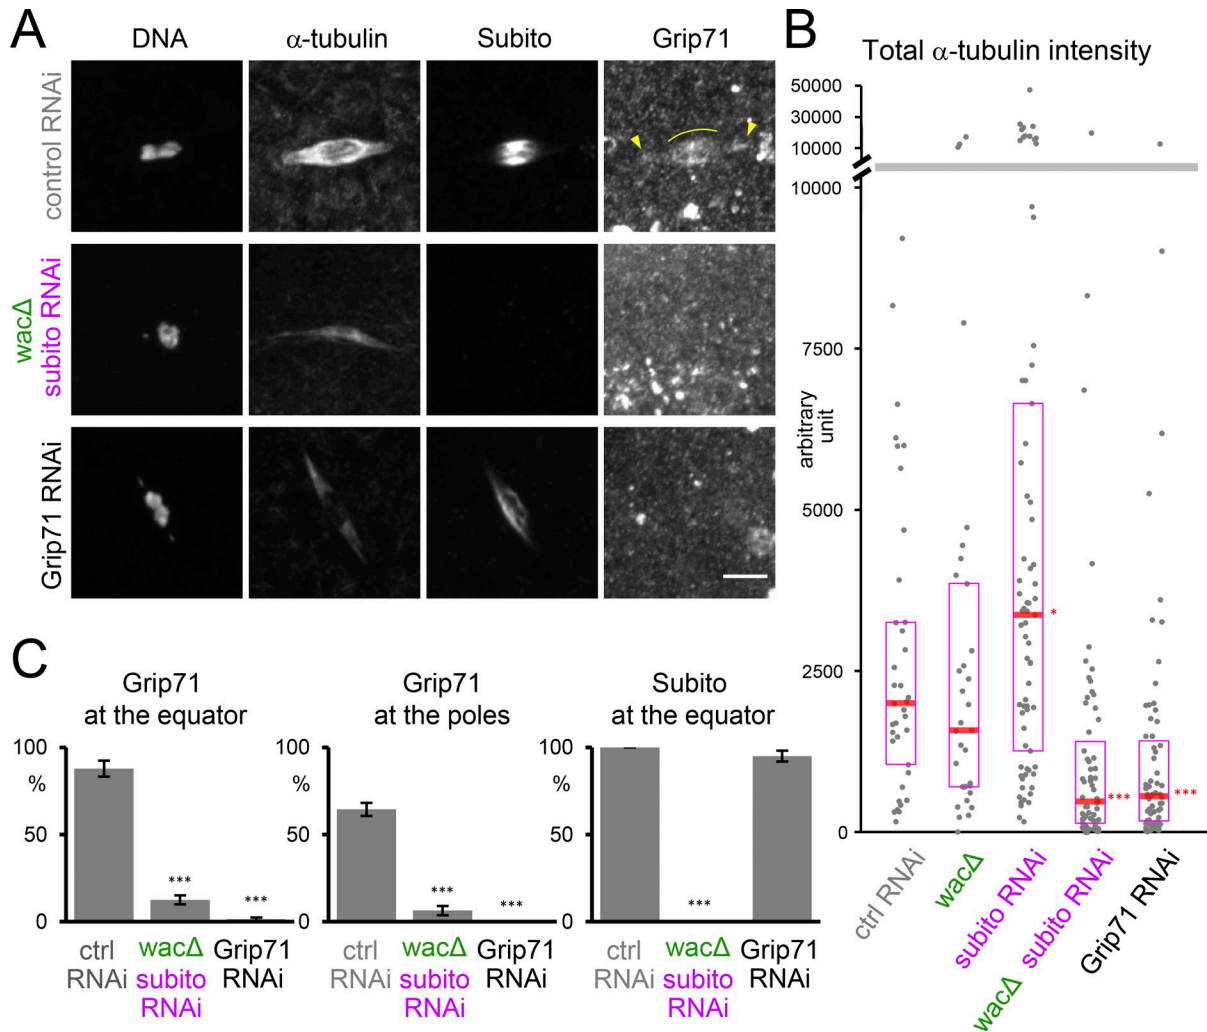 A
DNA
α-tubulin
Subito
Grip71
control RNAi
wacΔ
subito RNAi
Grip71 RNAi
B
Total α-tubulin intensity
50000
40000
30000
20000
10000
10000
7500
5000
2500
0
arbitrary
unit
*
***
***
ctrl RNAi
wacΔ
subito RNAi
wacΔ subito RNAi
Grip71 RNAi
C
Grip71
at the equator
100
%
50
0
***
***
ctrl
RNAi
wacΔ
subito
RNAi
Grip71
RNAi
Grip71
at the poles
100
%
50
0
***
***
ctrl
RNAi
wacΔ
subito
RNAi
Grip71
RNAi
Subito
at the equator
100
%
50
0
***
ctrl
RNAi
wacΔ
subito
RNAi
Grip71
RNAi